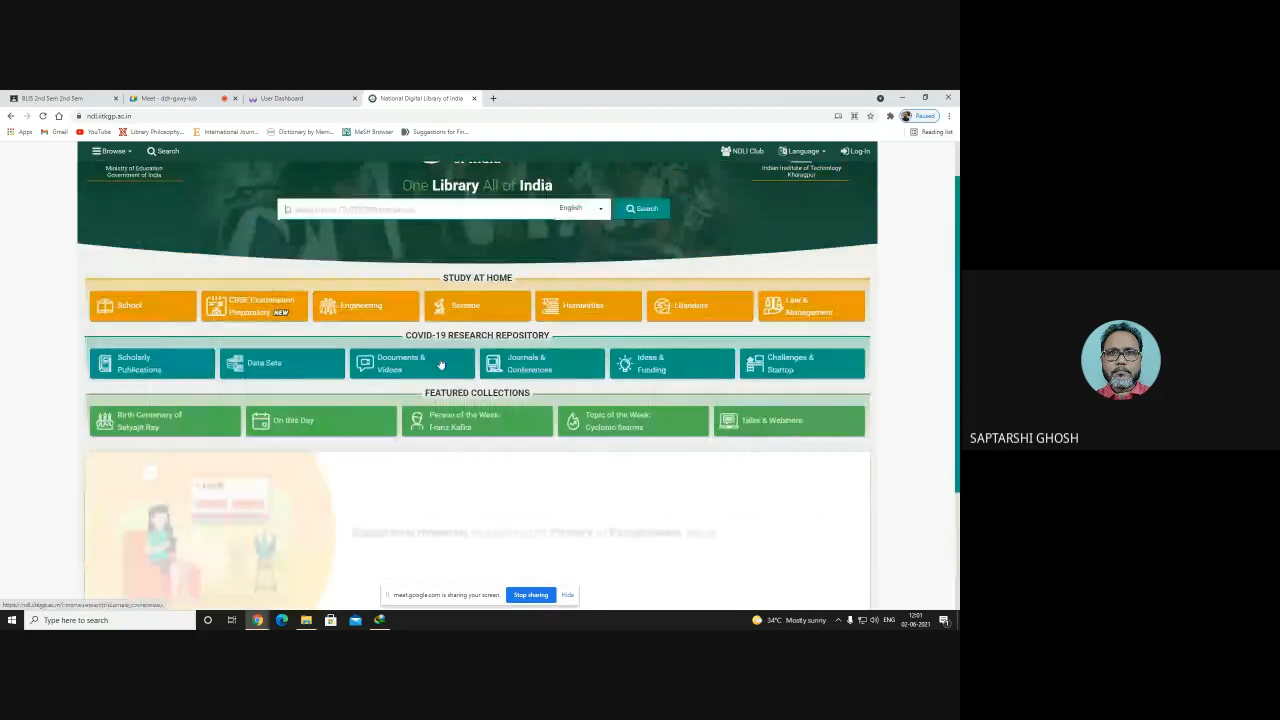 BLIS 2nd Sem 2nd Sem
Meet - dzh-gswy-kib
User Dashboard
National Digital Library of India
ndl.iitkgp.ac.in
Paused
Apps
Gmail
YouTube
Library Philosophy...
International Journ...
Dictionary by Merri...
MeSH Browser
Suggestions for Fin...
Reading list
Browse
Search
NDLI Club
Language
Log-In
Ministry of Education
Government of India
of India
Indian Institute of Technology
Kharagpur
One Library All of India
English
Search
STUDY AT HOME
School
CBSE Examination
Preparatory NEW
Engineering
Science
Humanities
Literature
Law &
Management
COVID-19 RESEARCH REPOSITORY
Scholarly
Publications
Data Sets
Documents &
Videos
Journals &
Conferences
Ideas &
Funding
Challenges &
Startup
FEATURED COLLECTIONS
Birth Centenary of
Satyajit Ray
On this Day
Person of the Week:
Franz Kafka
Topic of the Week:
Cyclonic Storms
Talks & Webinars
meet.google.com is sharing your screen.
Stop sharing
Hide
Type here to search
34°C Mostly sunny
ENG
12:01
02-06-2021
SAPTARSHI GHOSH